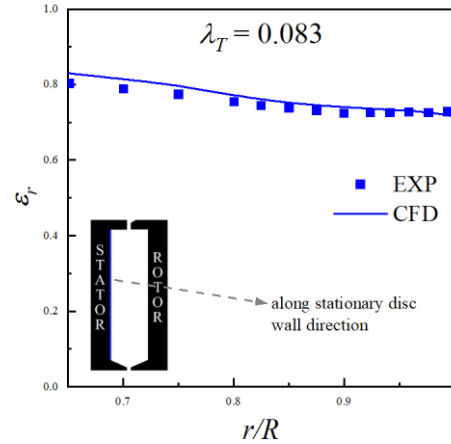 λ_T = 0.083
1.0
0.8
0.6
0.4
0.2
0.0
ε_r
EXP
CFD
STATOR
ROTOR
along stationary disc
wall direction
0.7
0.8
0.9
r/R